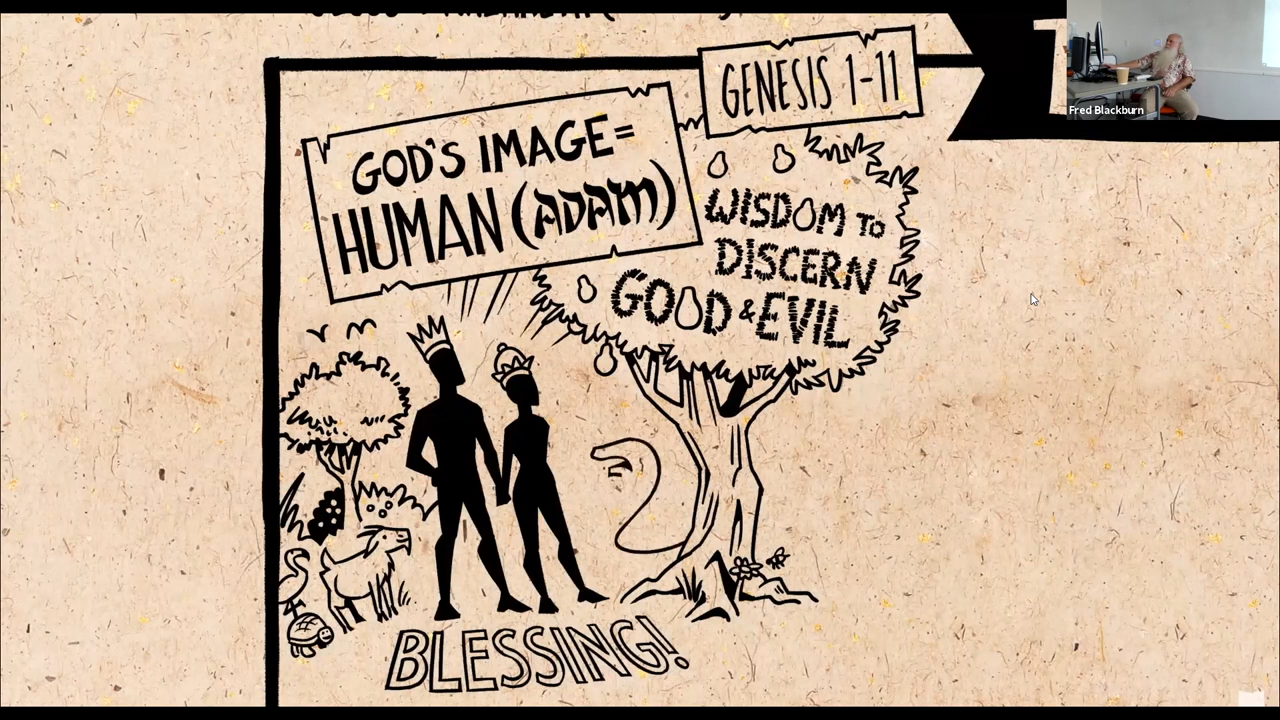 GENESIS 1-11
GOD'S IMAGE=
HUMAN (ADAM)
WISDOM TO
DISCERN
GOOD & EVIL
BLESSING!
Fred Blackburn